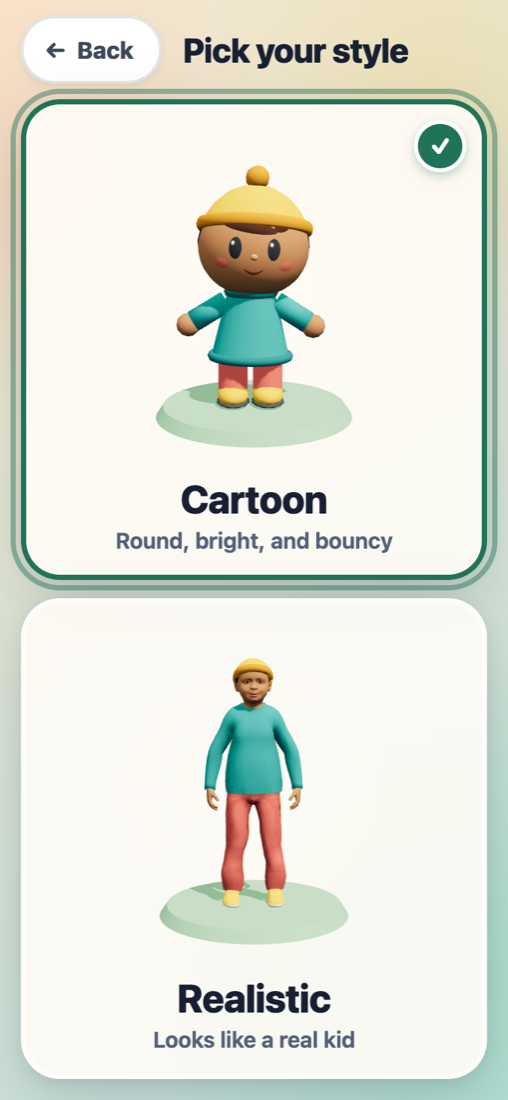 ← Back
Pick your style
Cartoon
Round, bright, and bouncy
Realistic
Looks like a real kid